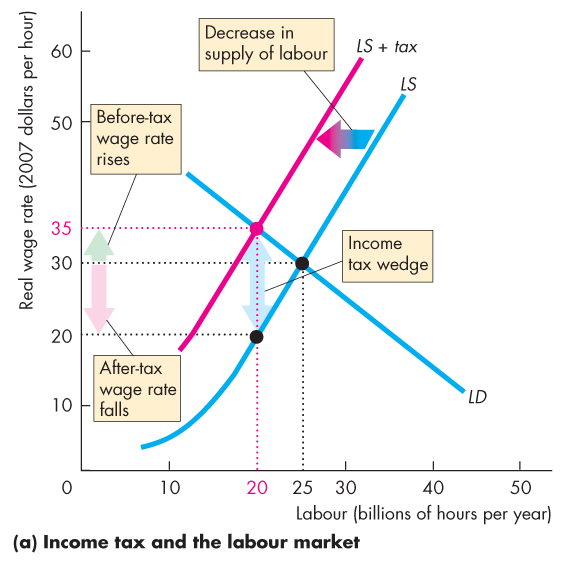 Real wage rate (2007 dollars per hour)
60
50
35
30
20
10
0
Decrease in
supply of labour
LS + tax
LS
Before-tax
wage rate
rises
Income
tax wedge
After-tax
wage rate
falls
LD
10
20
25
30
40
50
Labour (billions of hours per year)
(a) Income tax and the labour market